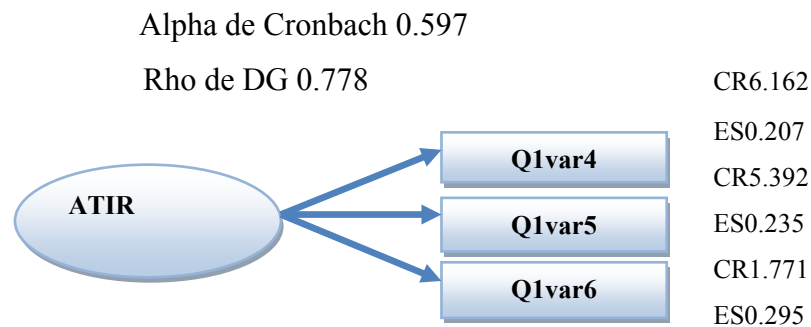 Alpha de Cronbach 0.597
Rho de DG 0.778
CR6.162
ES0.207
Q1var4
CR5.392
ATIR
Q1var5
ES0.235
CR1.771
Q1var6
ES0.295